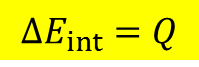 ΔE_int = Q